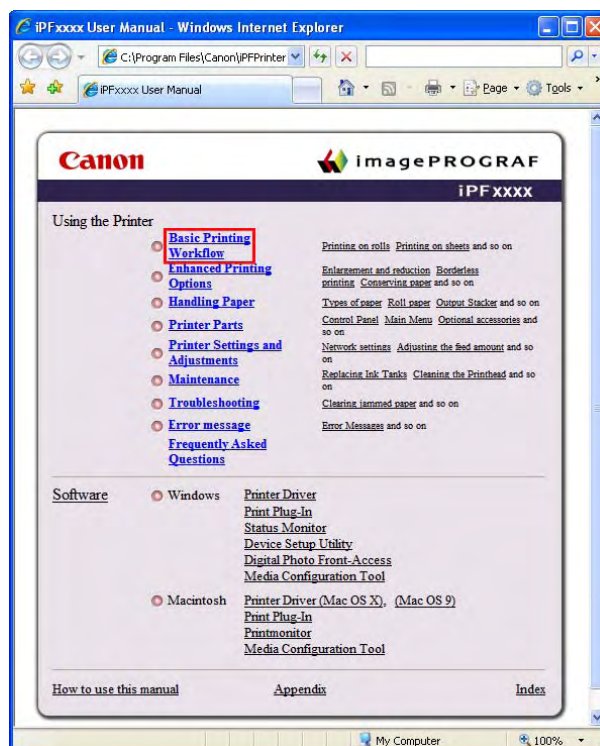 iPFxxxx User Manual - Windows Internet Explorer
C:\Program Files\Canon\iPFPrinter
iPFxxxx User Manual
Page
Tools
Canon
imagePROGRAF
iPFxxxx
Using the Printer
Basic Printing Workflow
Printing on rolls Printing on sheets and so on
Enhanced Printing Options
Enlargement and reduction Borderless
printing Conserving paper and so on
Handling Paper
Types of paper Roll paper Output Stacker and so on
Printer Parts
Control Panel Main Menu Optional accessories and
so on
Printer Settings and
Adjustments
Network settings Adjusting the feed amount and so
on
Maintenance
Replacing Ink Tanks Cleaning the Printhead and so
on
Troubleshooting
Clearing jammed paper and so on
Error message
Error Messages and so on
Frequently Asked
Questions
Software
Windows
Printer Driver
Print Plug-In
Status Monitor
Device Setup Utility
Digital Photo Front-Access
Media Configuration Tool
Macintosh
Printer Driver (Mac OS X), (Mac OS 9)
Print Plug-In
Printmonitor
Media Configuration Tool
How to use this manual
Appendix
Index
My Computer
100%